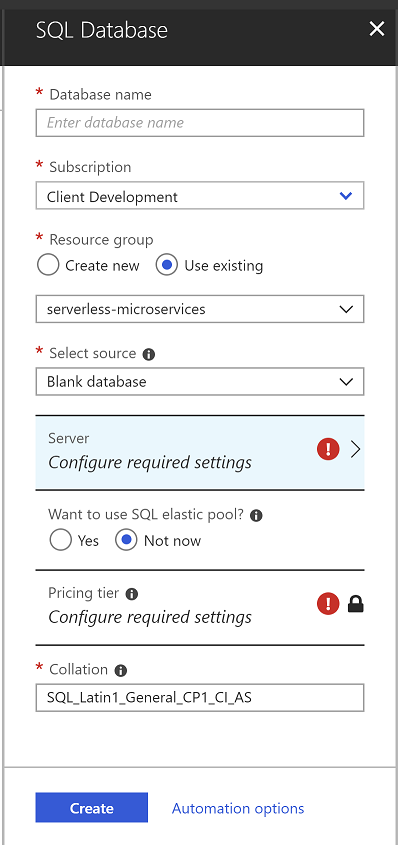 SQL Database
* Database name
Enter database name
* Subscription
Client Development
* Resource group
Create new Use existing
serverless-microservices
* Select source
Blank database
Server
Configure required settings
Want to use SQL elastic pool?
Yes Not now
Pricing tier
Configure required settings
* Collation
SQL_Latin1_General_CP1_CI_AS
Create Automation options